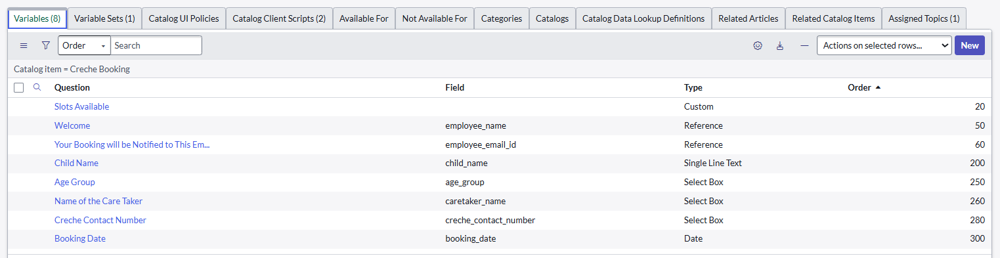 Variables (8) Variable Sets (1) Catalog UI Policies Catalog Client Scripts (2) Available For Not Available For Categories Catalogs Catalog Data Lookup Definitions Related Articles Related Catalog Items Assigned Topics (1)
Order Search Actions on selected rows... New
Catalog item = Creche Booking
Question Field Type Order
Slots Available Custom 20
Welcome employee_name Reference 50
Your Booking will be Notified to This Em... employee_email_id Reference 60
Child Name child_name Single Line Text 200
Age Group age_group Select Box 250
Name of the Care Taker caretaker_name Select Box 260
Creche Contact Number creche_contact_number Select Box 280
Booking Date booking_date Date 300